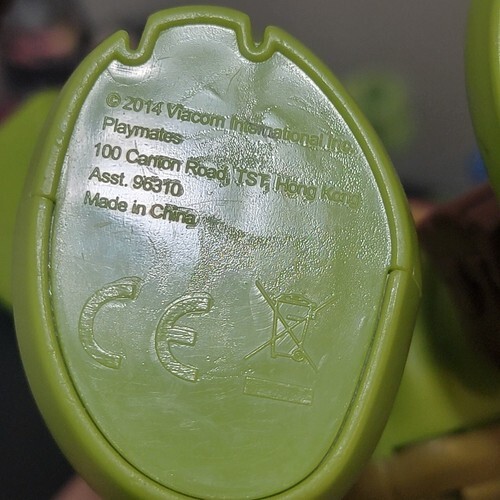 © 2014 Viacom International Inc.
Playmates
100 Canton Road, TST, Hong Kong
Asst. 96310
Made in China
CE